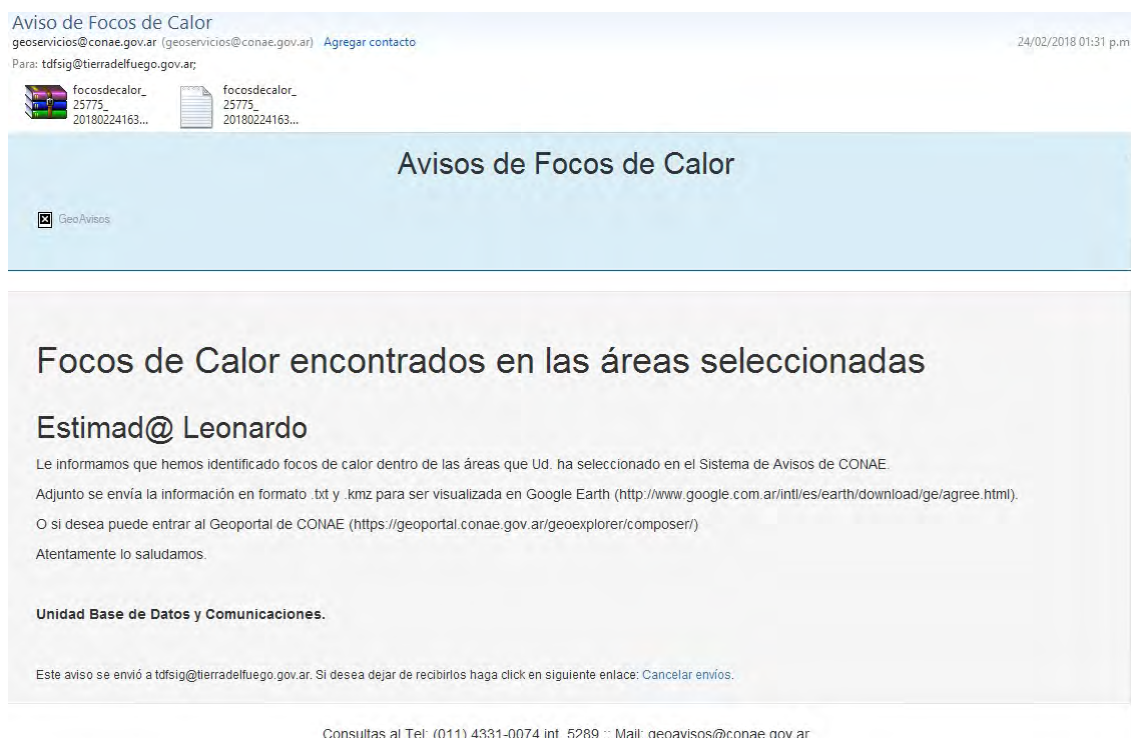 Aviso de Focos de Calor
geoservicios@conae.gov.ar (geoservicios@conae.gov.ar) Agregar contacto
24/02/2018 01:31 p.m
Para: tdfsig@tierradelfuego.gov.ar;
focosdecalor_
25775_
20180224163...
focosdecalor_
25775_
20180224163...
Avisos de Focos de Calor
GeoAvisos
Focos de Calor encontrados en las áreas seleccionadas
Estimad@ Leonardo
Le informamos que hemos identificado focos de calor dentro de las áreas que Ud. ha seleccionado en el Sistema de Avisos de CONAE.
Adjunto se envía la información en formato .txt y .kmz para ser visualizada en Google Earth (http://www.google.com.ar/intl/es/earth/download/ge/agree.html).
O si desea puede entrar al Geoportal de CONAE (https://geoportal.conae.gov.ar/geoexplorer/composer/)
Atentamente lo saludamos.
Unidad Base de Datos y Comunicaciones.
Este aviso se envió a tdfsig@tierradelfuego.gov.ar. Si desea dejar de recibirlos haga click en siguiente enlace: Cancelar envíos.
Consultas al Tel: (011) 4331-0074 int. 5289 :: Mail: geoavisos@conae.gov.ar